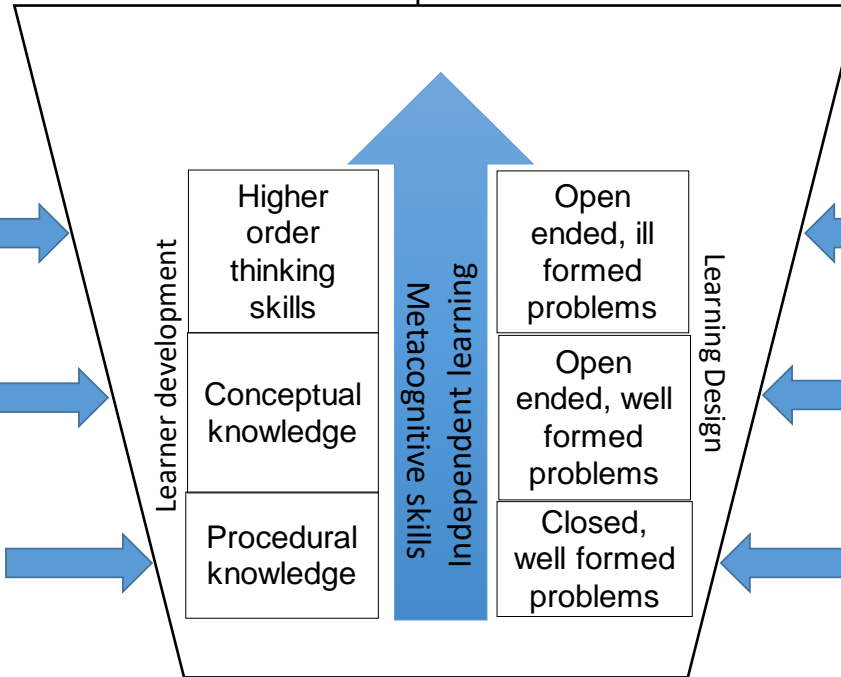 Learner development
Higher
order
thinking
skills
Conceptual
knowledge
Procedural
knowledge
Metacognitive skills
Independent learning
Open
ended, ill
formed
problems
Open
ended, well
formed
problems
Closed,
well formed
problems
Learning Design